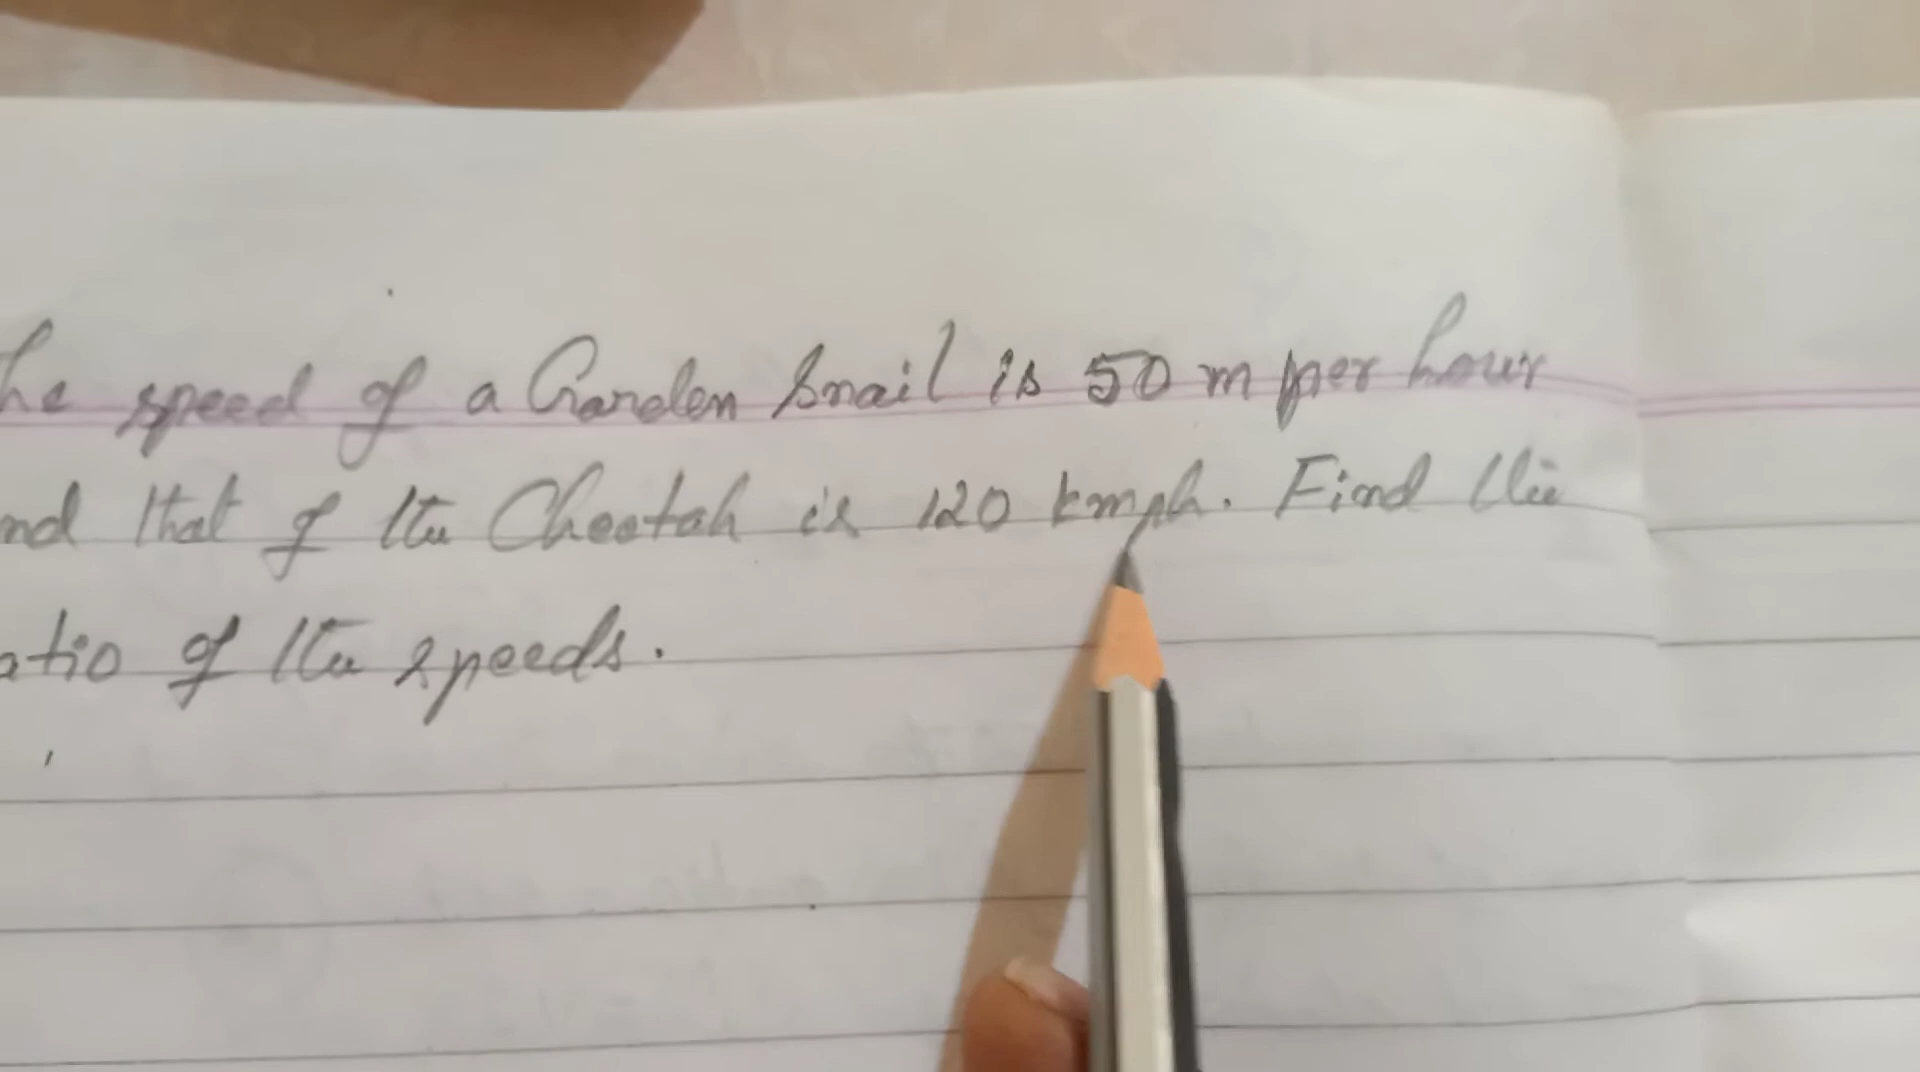 he speed of a Garden Snail is 50 m per hour
nd that of the Cheetah is 120 kmph. Find the
atio of the speeds.